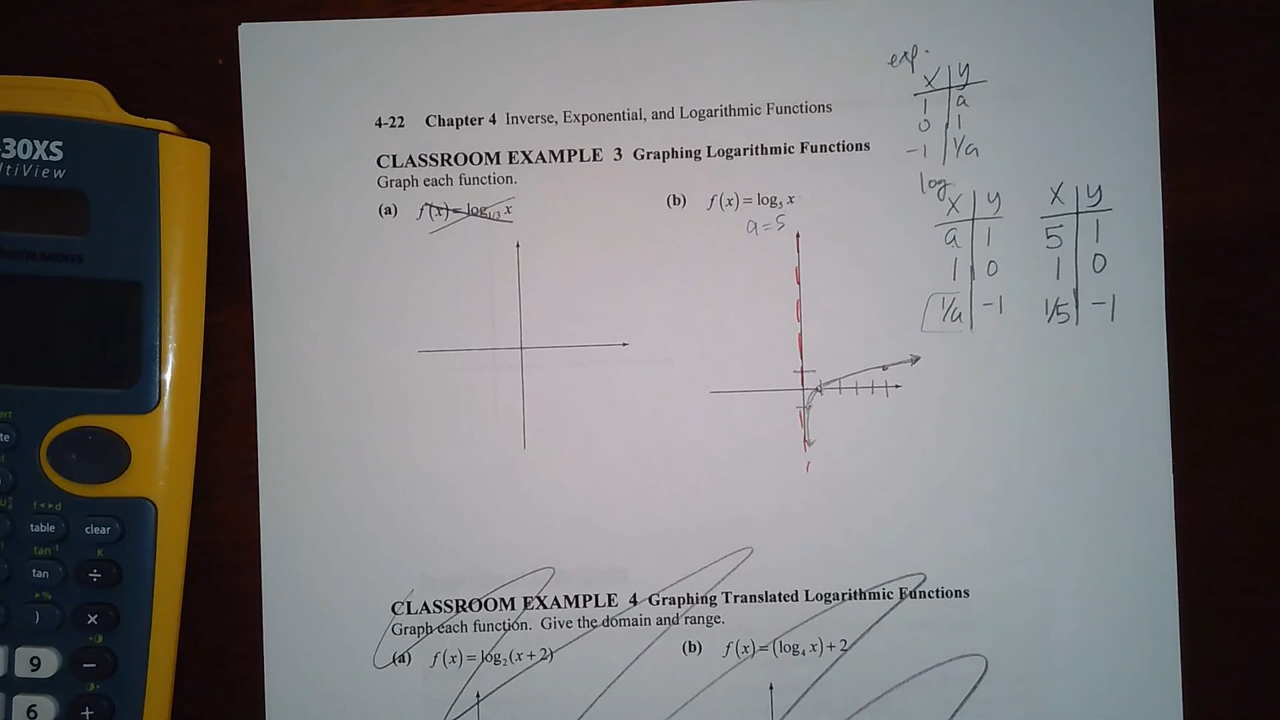 4-22 Chapter 4 Inverse, Exponential, and Logarithmic Functions
CLASSROOM EXAMPLE 3 Graphing Logarithmic Functions
Graph each function.
(a) f(x) = log₁/₃ x
(b) f(x) = log₅ x
a = 5
exp.
x | y
1 | a
0 | 1
-1 | 1/a
log
x | y
a | 1
1 | 0
1/a | -1
x | y
5 | 1
1 | 0
1/5 | -1
CLASSROOM EXAMPLE 4 Graphing Translated Logarithmic Functions
Graph each function. Give the domain and range.
(a) f(x) = log₂(x + 2)
(b) f(x) = (log₄ x) + 2
30XS
MultiView
table
clear
tan⁻¹
K
tan
÷
)
×
9
−
6
+